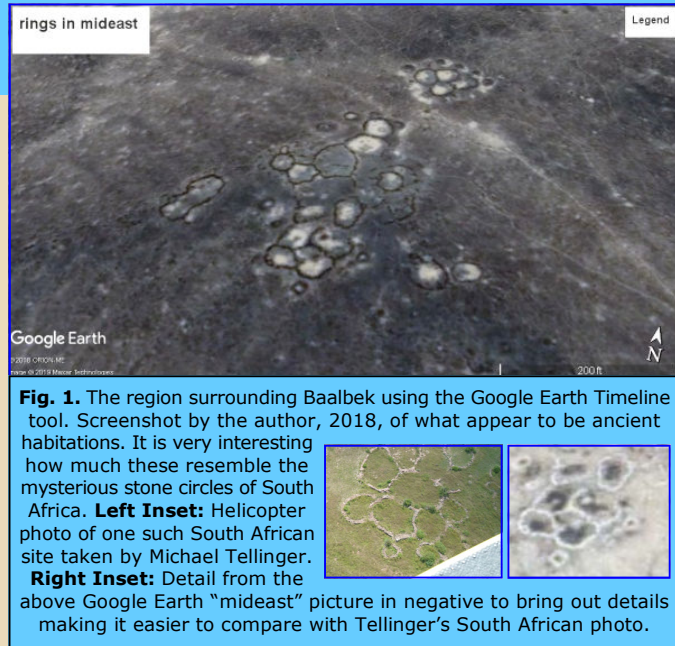 rings in mideast
Legend
Google Earth
©2018 ORION-ME
Image © 2019 Maxar Technologies
200 ft
N
Fig. 1. The region surrounding Baalbek using the Google Earth Timeline
tool. Screenshot by the author, 2018, of what appear to be ancient
habitations. It is very interesting
how much these resemble the
mysterious stone circles of South
Africa. Left Inset: Helicopter
photo of one such South African
site taken by Michael Tellinger.
Right Inset: Detail from the
above Google Earth “mideast” picture in negative to bring out details
making it easier to compare with Tellinger’s South African photo.